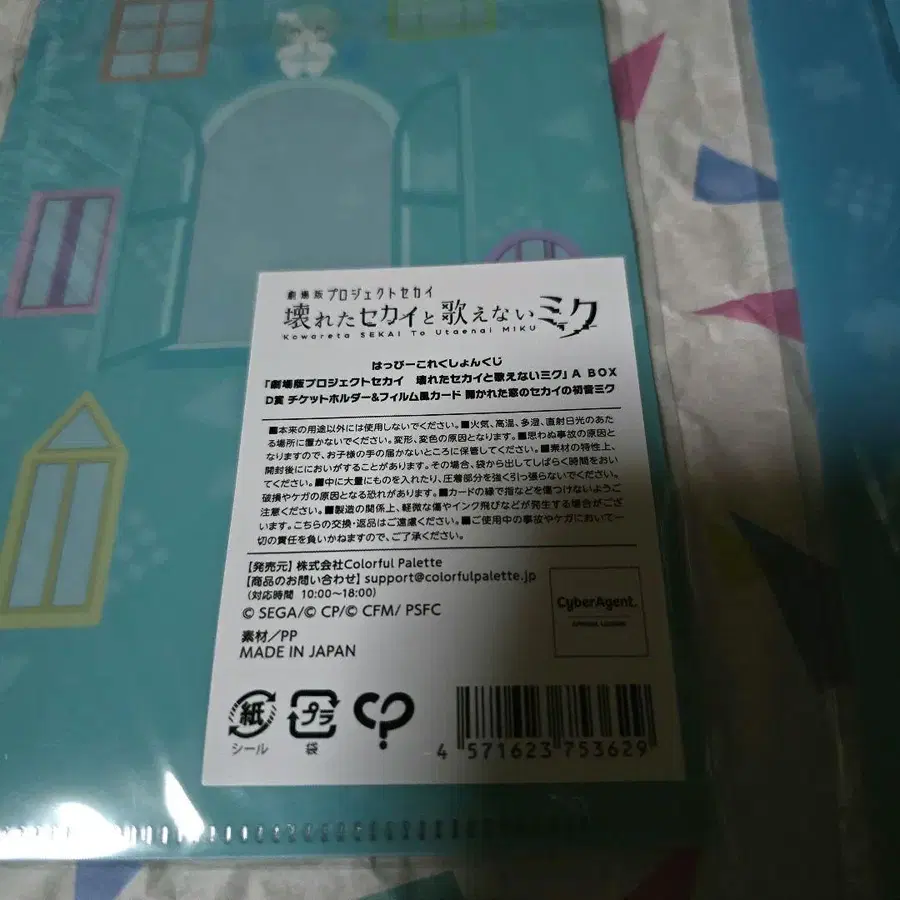 劇場版プロジェクトセカイ
壊れたセカイと歌えないミク
Kowareta SEKAI To Utaenai MIKU
はっぴーこれくしょんくじ
「劇場版プロジェクトセカイ 壊れたセカイと歌えないミク」A BOX
D賞 チケットホルダー&フィルム風カード 開かれた窓のセカイの初音ミク
■本来の用途以外には使用しないでください。■火気、高温、多湿、直射日光のあた
る場所に置かないでください。変形、変色の原因となります。■思わぬ事故の原因と
なりますので、お子様の手の届かないところに保管してください。■素材の特性上、
開封後ににおいがすることがあります。その場合、袋から出してしばらく時間をおい
てください。■中に大量にものを入れたり、圧着部分を強く引っ張らないでください。
破損やケガの原因となる恐れがあります。■カードの縁で指などを傷つけないようご
注意ください。■製造の関係上、軽微な傷やインク飛びなどが発生する場合がござ
います。こちらの交換・返品はご遠慮ください。■ご使用中の事故やケガにおいて一
切の責任を負いかねますので、ご了承ください。
【発売元】株式会社Colorful Palette
【商品のお問い合わせ】support@colorfulpalette.jp
(対応時間 10:00~18:00)
© SEGA/© CP/© CFM/ PSFC
素材/PP
MADE IN JAPAN
CyberAgent.
紙
シール
プラ
袋
4 571623 753629